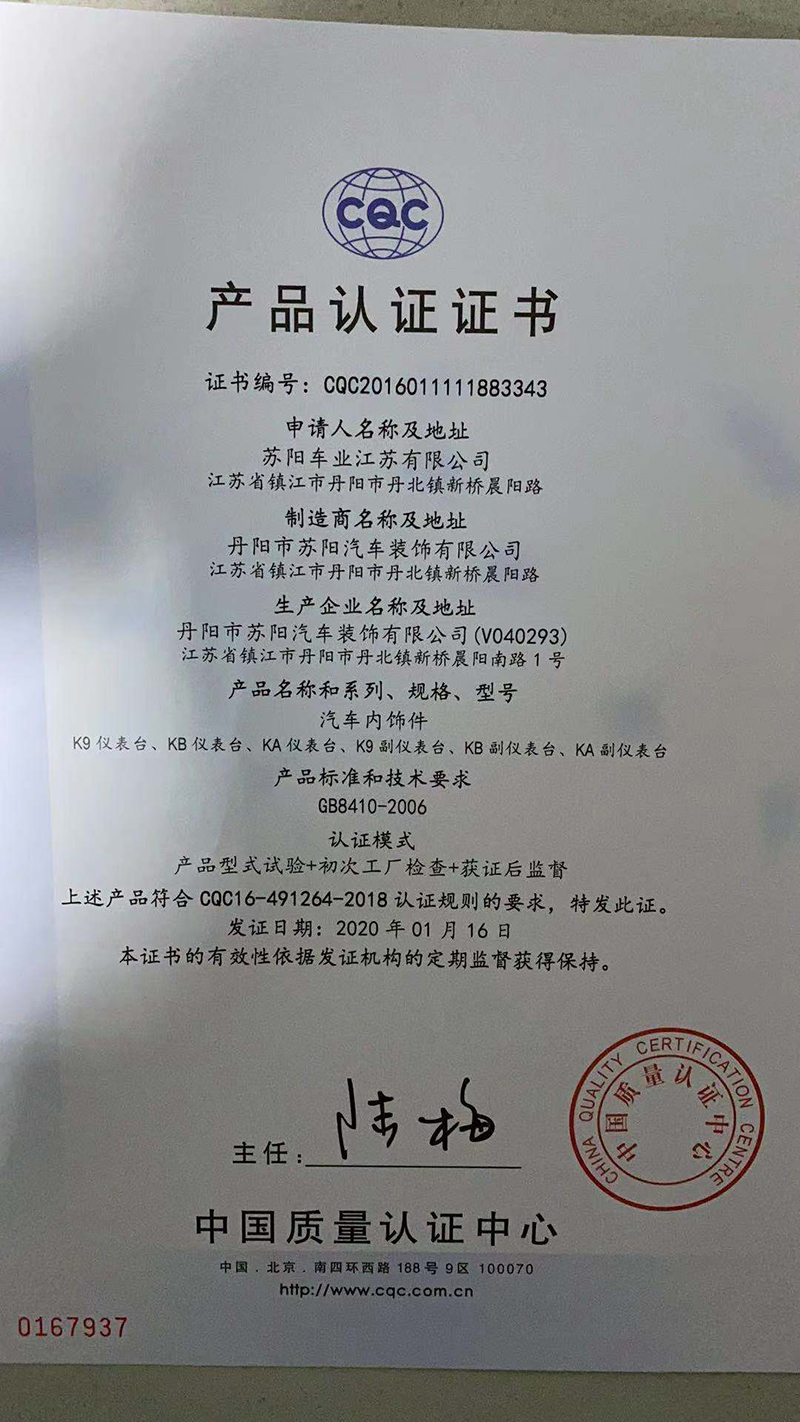 CQC
产品认证证书
证书编号：CQC2016011111883343
申请人名称及地址
苏阳车业江苏有限公司
江苏省镇江市丹阳市丹北镇新桥晨阳路
制造商名称及地址
丹阳市苏阳汽车装饰有限公司
江苏省镇江市丹阳市丹北镇新桥晨阳路
生产企业名称及地址
丹阳市苏阳汽车装饰有限公司(V040293)
江苏省镇江市丹阳市丹北镇新桥晨阳南路1号
产品名称和系列、规格、型号
汽车内饰件
K9仪表台、KB仪表台、KA仪表台、K9副仪表台、KB副仪表台、KA副仪表台
产品标准和技术要求
GB8410-2006
认证模式
产品型式试验+初次工厂检查+获证后监督
上述产品符合CQC16-491264-2018认证规则的要求，特发此证。
发证日期：2020年01月16日
本证书的有效性依据发证机构的定期监督获得保持。
CHINA QUALITY CERTIFICATION CENTRE
中国质量认证中心
主任：陆梅
中国质量认证中心
中国．北京．南四环西路188号9区 100070
http://www.cqc.com.cn
0167937